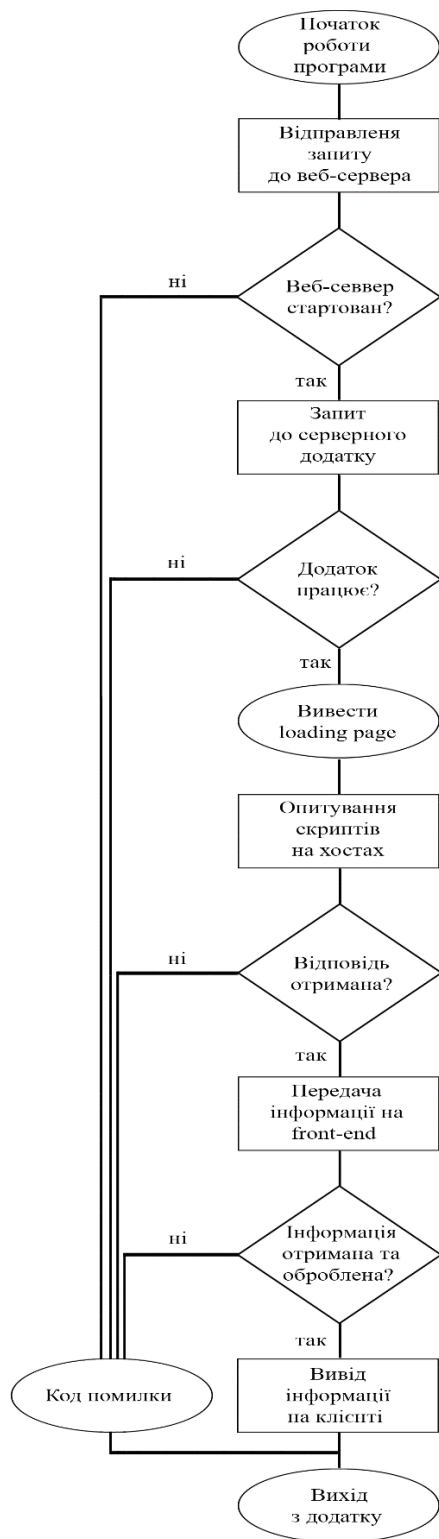 Початок
роботи
програми
Відправленя
запиту
до веб-сервера
ні
Веб-севвер
стартован?
так
Запит
до серверного
додатку
ні
Додаток
працює?
так
Вивести
loading page
Опитування
скриптів
на хостах
ні
Відповідь
отримана?
так
Передача
інформації на
front-end
ні
Інформація
отримана та
оброблена?
так
Код помилки
Вивід
інформації
на клієнті
Вихід
з додатку